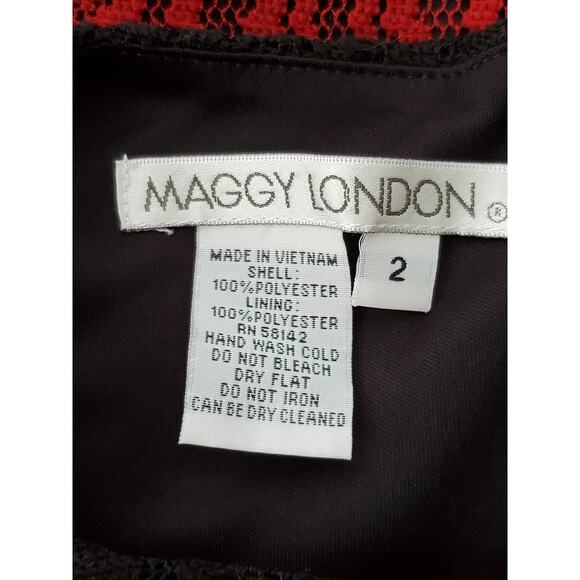 MAGGY LONDON ®
MADE IN VIETNAM
SHELL:
100%POLYESTER
LINING:
100%POLYESTER
RN 58142
HAND WASH COLD
DO NOT BLEACH
DRY FLAT
DO NOT IRON
CAN BE DRY CLEANED
2